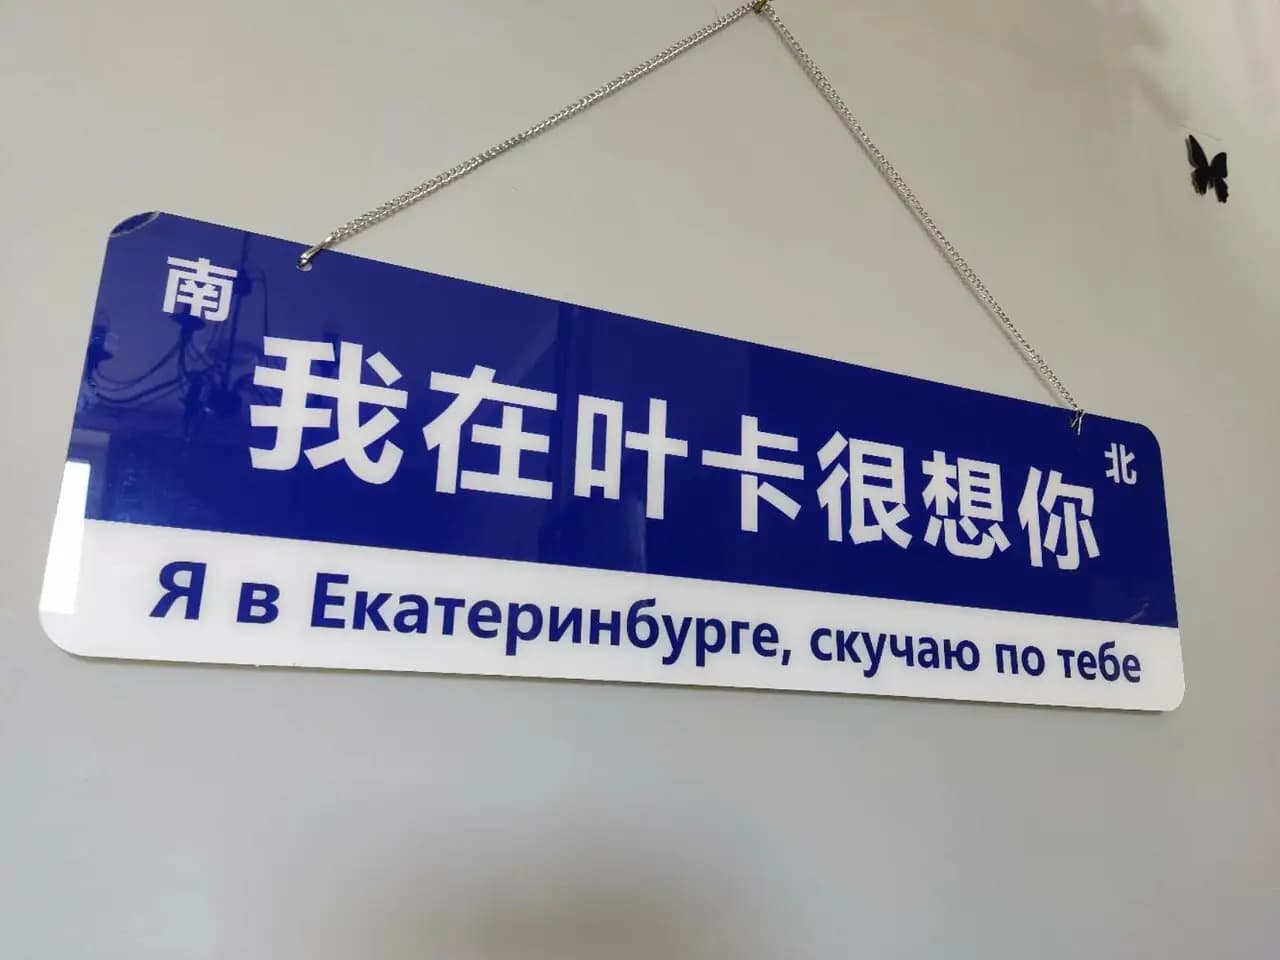 南
我在叶卡很想你
北
Я в Екатеринбурге, скучаю по тебе